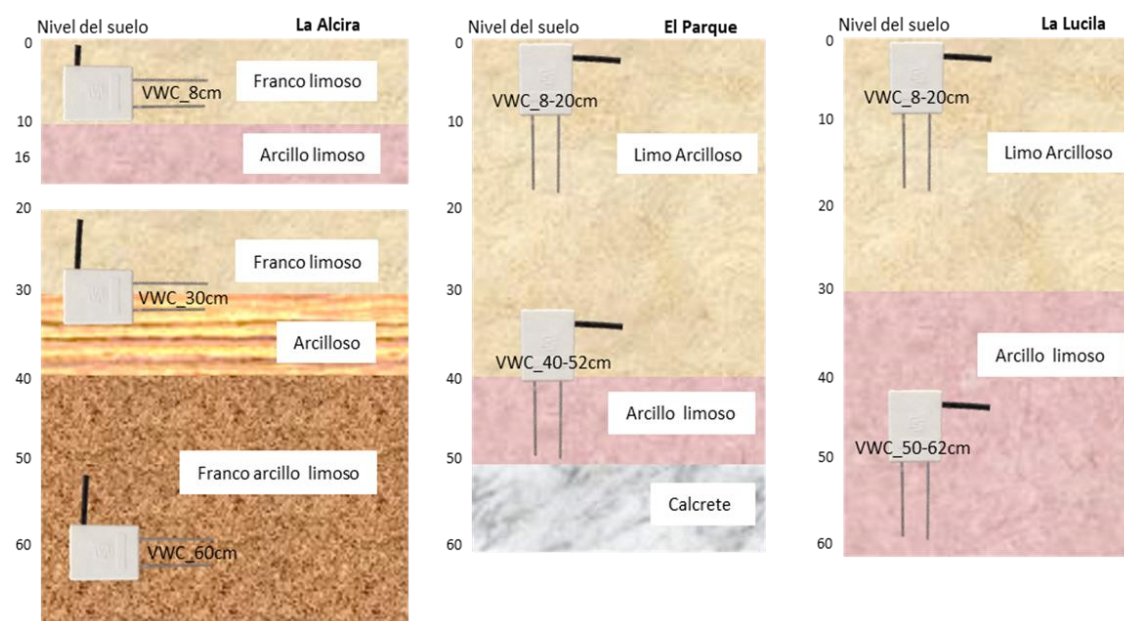 Nivel del suelo
La Alcira
0
10
16
20
30
40
50
60
Franco limoso
VWC_8cm
Arcillo limoso
Franco limoso
VWC_30cm
Arcilloso
Franco arcillo limoso
VWC_60cm
Nivel del suelo
El Parque
0
10
20
30
40
50
60
VWC_8-20cm
Limo Arcilloso
VWC_40-52cm
Arcillo limoso
Calcrete
Nivel del suelo
La Lucila
0
10
20
30
40
50
60
VWC_8-20cm
Limo Arcilloso
Arcillo limoso
VWC_50-62cm